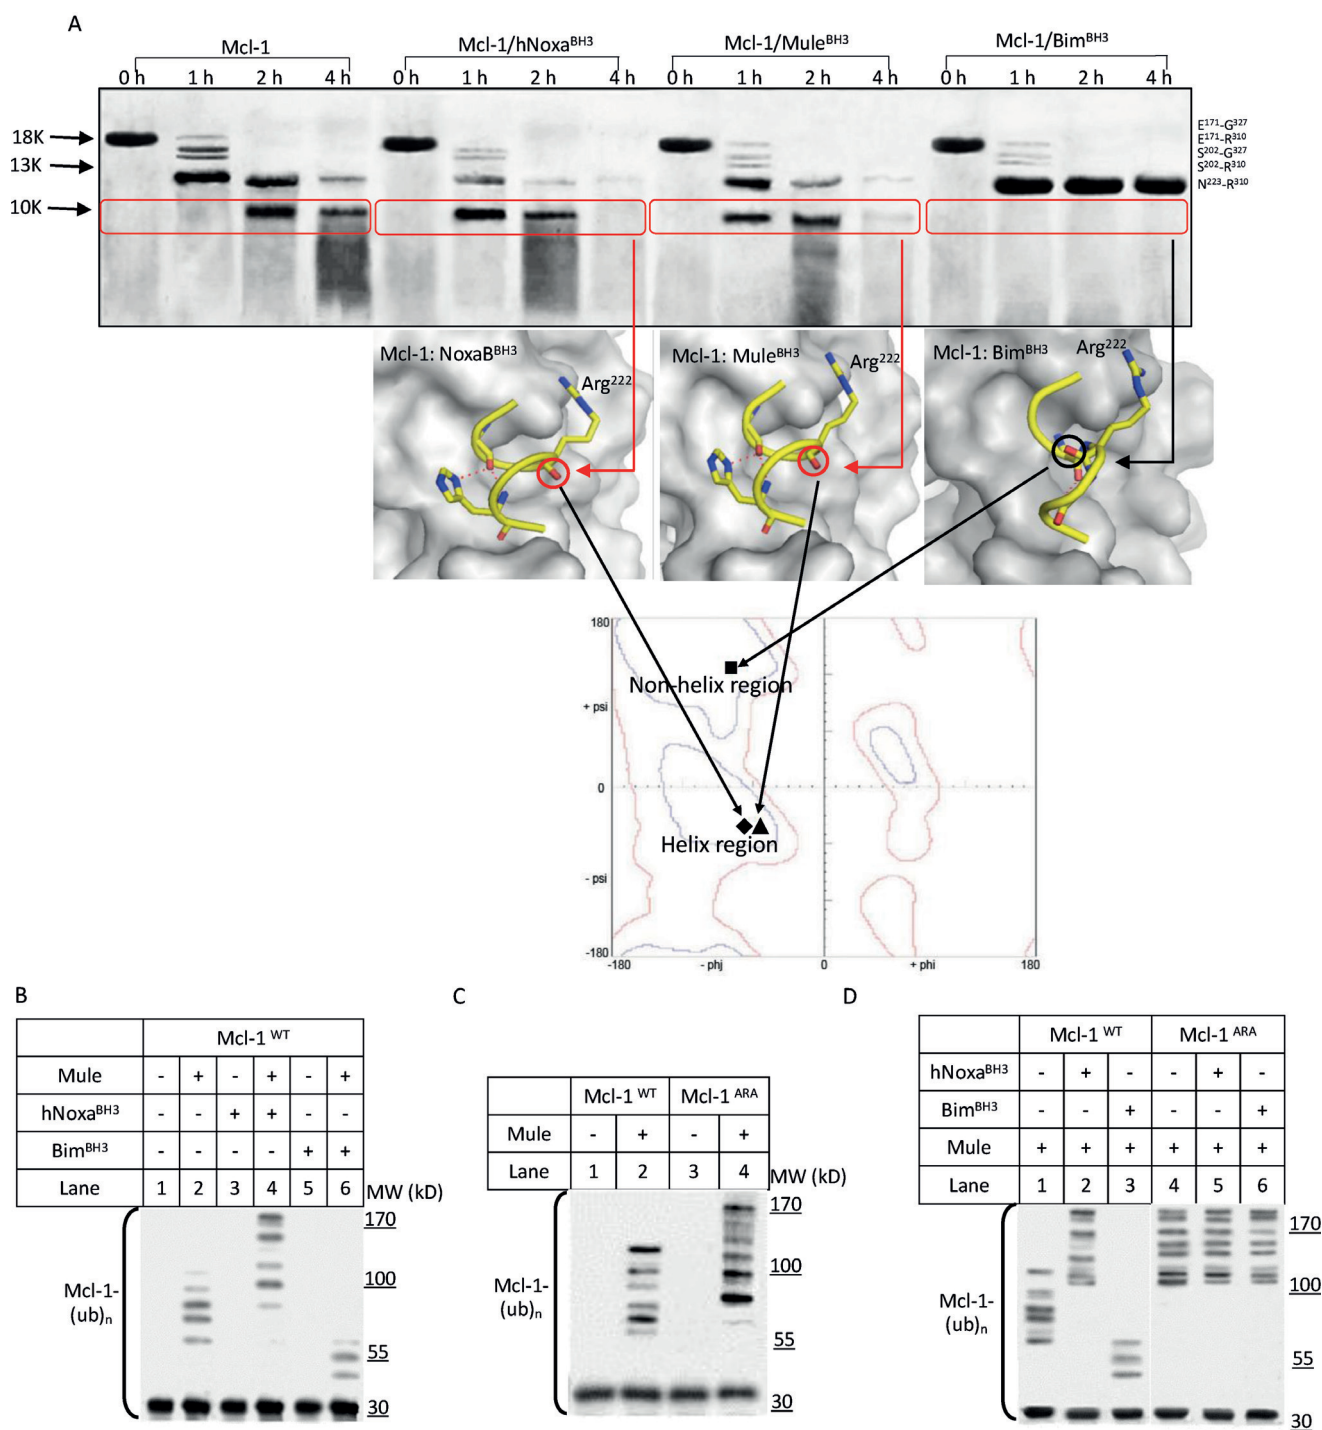 A
Mcl-1 Mcl-1/hNoxaBH3 Mcl-1/MuleBH3 Mcl-1/BimBH3
0 h 1 h 2 h 4 h 0 h 1 h 2 h 4 h 0 h 1 h 2 h 4 h 0 h 1 h 2 h 4 h
18K
13K
10K
E171-G327
E171-R310
S202-G327
S202-R310
N223-R310
Mcl-1: NoxaBBH3 Arg222
Mcl-1: MuleBH3 Arg222
Mcl-1: BimBH3 Arg222
180
Non-helix region
+ psi
0
Helix region
- psi
-180
-180 - phj 0 + phi 180
B
Mcl-1 WT
Mule - + - + - +
hNoxaBH3 - - + + - -
BimBH3 - - - - + +
Lane 1 2 3 4 5 6 MW (kD)
170
100
55
30
Mcl-1-
(ub)n
C
Mcl-1 WT Mcl-1 ARA
Mule - + - +
Lane 1 2 3 4 MW (kD)
170
100
55
30
Mcl-1-
(ub)n
D
Mcl-1 WT Mcl-1 ARA
hNoxaBH3 - + - - + -
BimBH3 - - + - - +
Mule + + + + + +
Lane 1 2 3 4 5 6
170
100
55
30
Mcl-1-
(ub)n